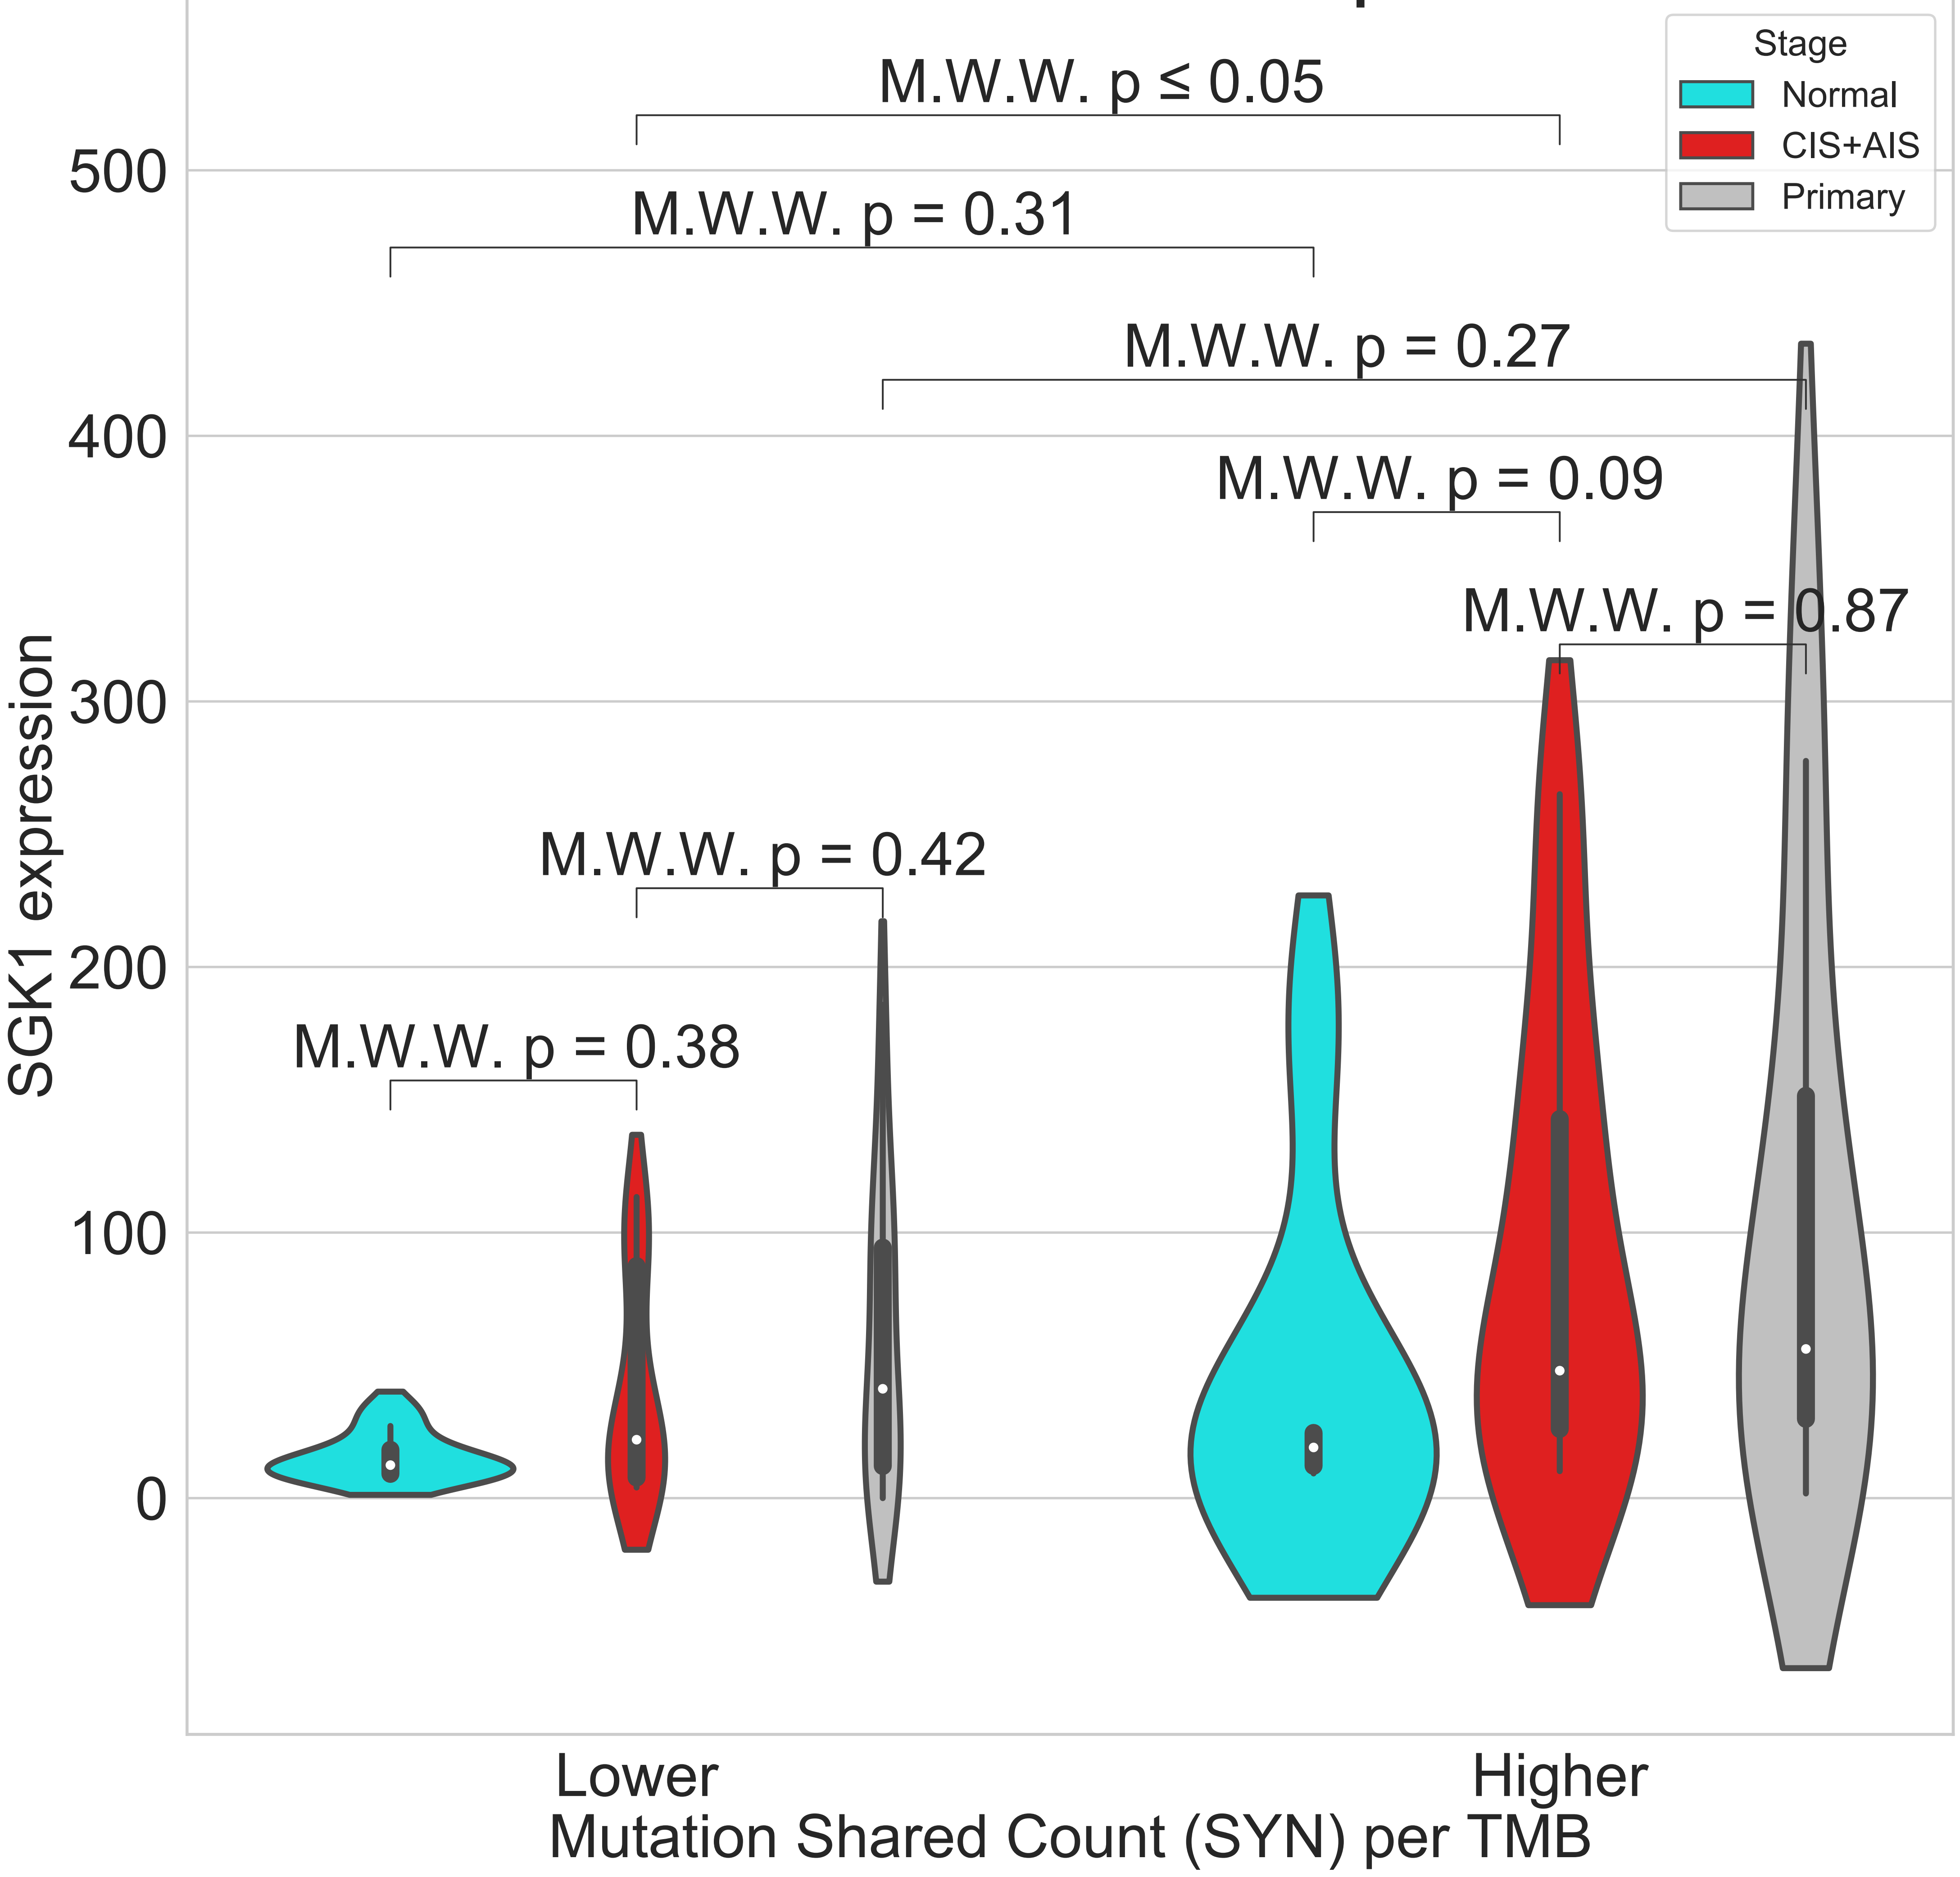 M.W.W. p ≤ 0.05
Stage
Normal
CIS+AIS
Primary
M.W.W. p = 0.31
M.W.W. p = 0.27
M.W.W. p = 0.09
M.W.W. p = 0.87
M.W.W. p = 0.42
M.W.W. p = 0.38
500
400
300
200
100
0
SGK1 expression
Lower
Higher
Mutation Shared Count (SYN) per TMB